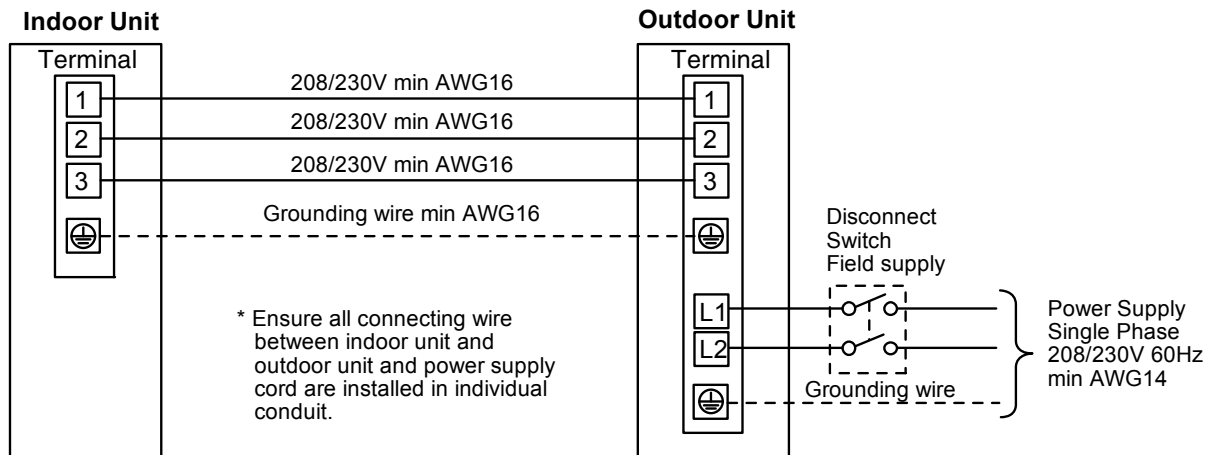 Indoor Unit
Outdoor Unit
Terminal
Terminal
1
208/230V min AWG16
1
2
208/230V min AWG16
2
3
208/230V min AWG16
3
Grounding wire min AWG16
Disconnect
Switch
Field supply
* Ensure all connecting wire
between indoor unit and
outdoor unit and power supply
cord are installed in individual
conduit.
L1
L2
Grounding wire
Power Supply
Single Phase
208/230V 60Hz
min AWG14